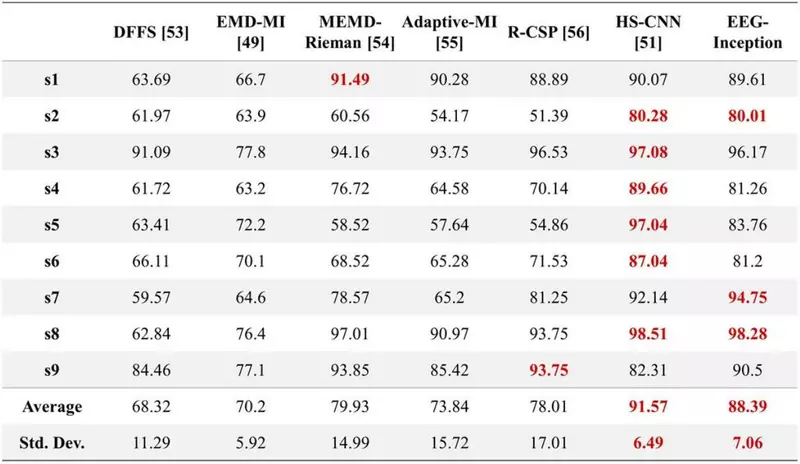 DFFS [53] EMD-MI [49] MEMD-Rieman [54] Adaptive-MI [55] R-CSP [56] HS-CNN [51] EEG-Inception
s1 63.69 66.7 91.49 90.28 88.89 90.07 89.61
s2 61.97 63.9 60.56 54.17 51.39 80.28 80.01
s3 91.09 77.8 94.16 93.75 96.53 97.08 96.17
s4 61.72 63.2 76.72 64.58 70.14 89.66 81.26
s5 63.41 72.2 58.52 57.64 54.86 97.04 83.76
s6 66.11 70.1 68.52 65.28 71.53 87.04 81.2
s7 59.57 64.6 78.57 65.2 81.25 92.14 94.75
s8 62.84 76.4 97.01 90.97 93.75 98.51 98.28
s9 84.46 77.1 93.85 85.42 93.75 82.31 90.5
Average 68.32 70.2 79.93 73.84 78.01 91.57 88.39
Std. Dev. 11.29 5.92 14.99 15.72 17.01 6.49 7.06